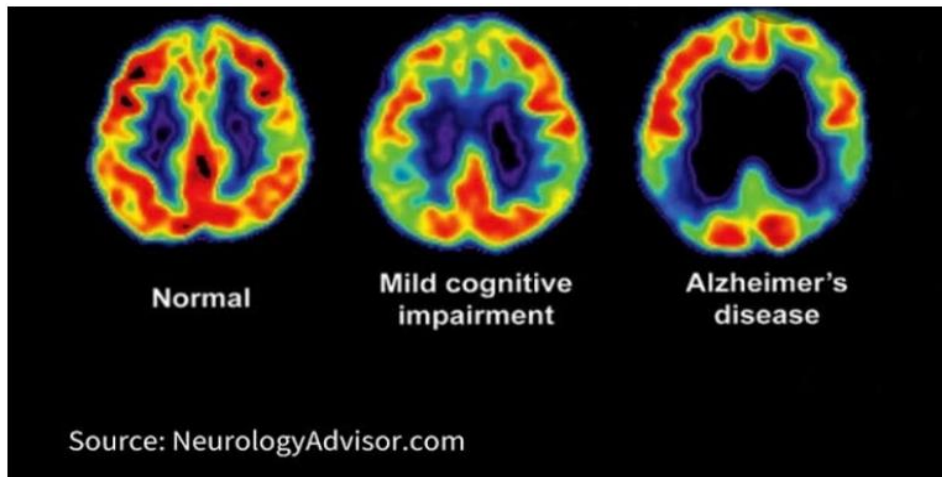 Normal
Mild cognitive
impairment
Alzheimer's
disease
Source: NeurologyAdvisor.com